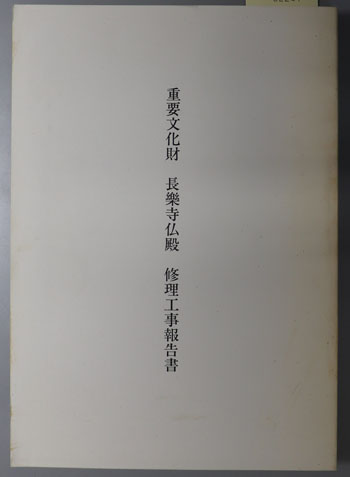 重要文化財　長樂寺仏殿　修理工事報告書